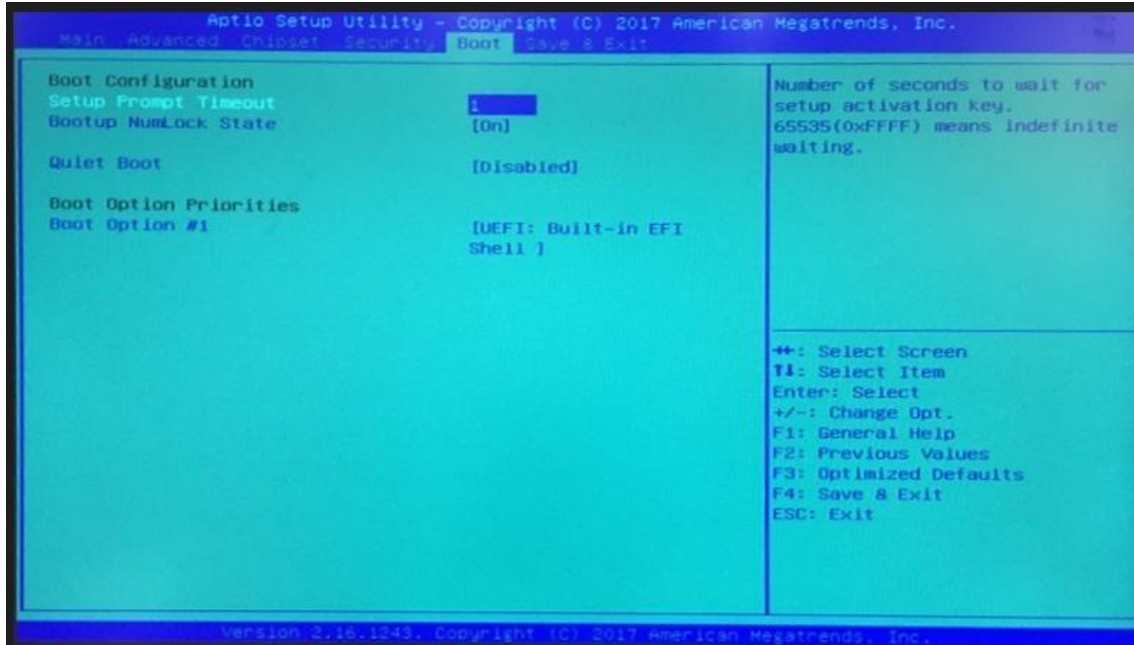 Aptio Setup Utility - Copyright (C) 2017 American Megatrends, Inc.
Main Advanced Chipset Security Boot Save & Exit
Boot Configuration
Setup Prompt Timeout 1
Bootup NumLock State [On]
Quiet Boot [Disabled]
Boot Option Priorities
Boot Option #1 [UEFI: Built-in EFI
Shell ]
Number of seconds to wait for
setup activation key.
65535(0xFFFF) means indefinite
waiting.
→←: Select Screen
↑↓: Select Item
Enter: Select
+/-: Change Opt.
F1: General Help
F2: Previous Values
F3: Optimized Defaults
F4: Save & Exit
ESC: Exit
Version 2.16.1243. Copyright (C) 2017 American Megatrends, Inc.